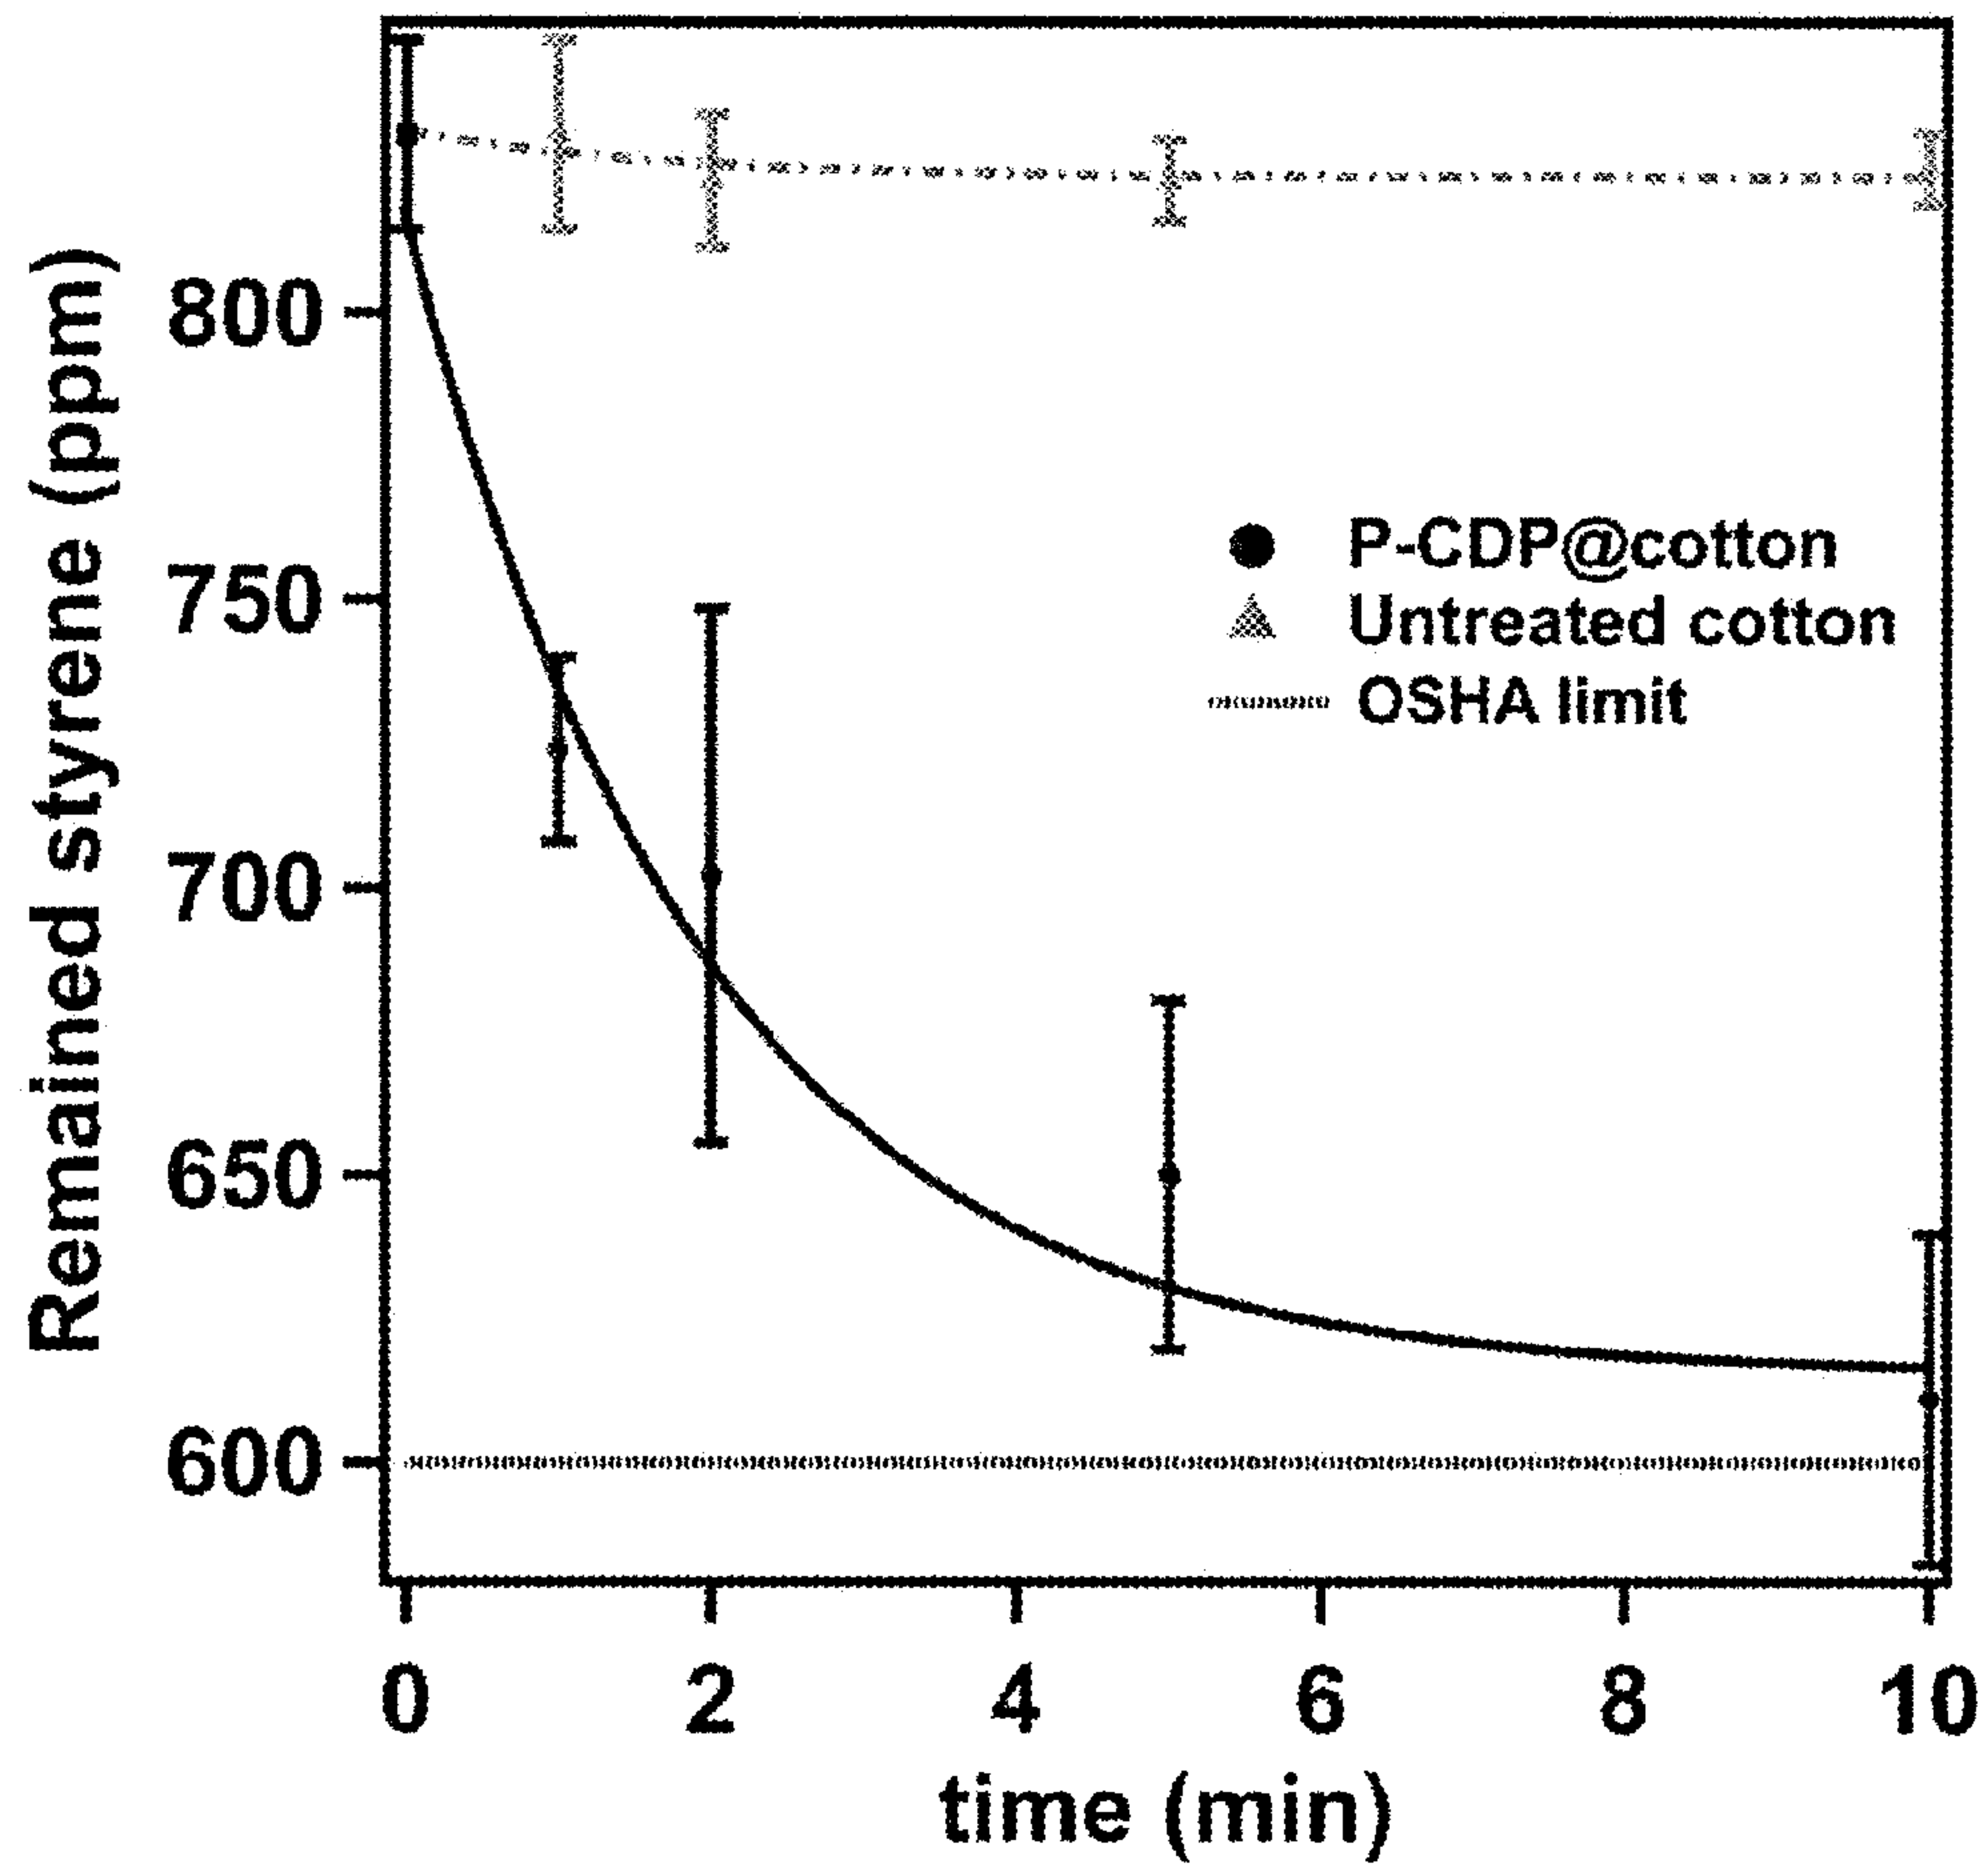 Remained styrene (ppm)
800
750
700
650
600
P-CDP@cotton
Untreated cotton
OSHA limit
0 2 4 6 8 10
time (min)